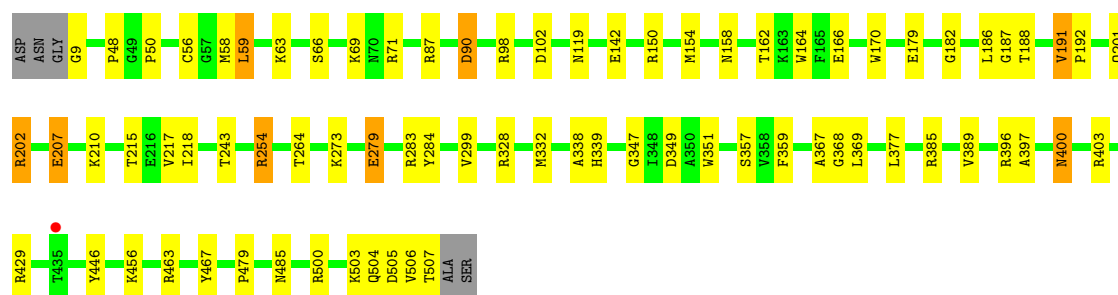 ASP ASN GLY G9 P48 G49 P50 C56 G57 M58 L59 K63 S66 K69 N70 R71 R87 D90 R98 D102 N119 E142 R150 M154 N158 T162 K163 W164 F165 E166 W170 E179 G182 L186 G187 T188 V191 P192
R202 E207 K210 T215 E216 V217 I218 T243 R254 T264 K273 E279 R283 Y284 V299 R328 M332 A338 H339 G347 I348 D349 A350 W351 S357 V358 F359 A367 G368 L369 L377 R385 V389 R396 A397 N400 R403
R429 T435 Y446 K456 R463 Y467 P479 N485 R500 K503 Q504 D505 V506 T507 ALA SER